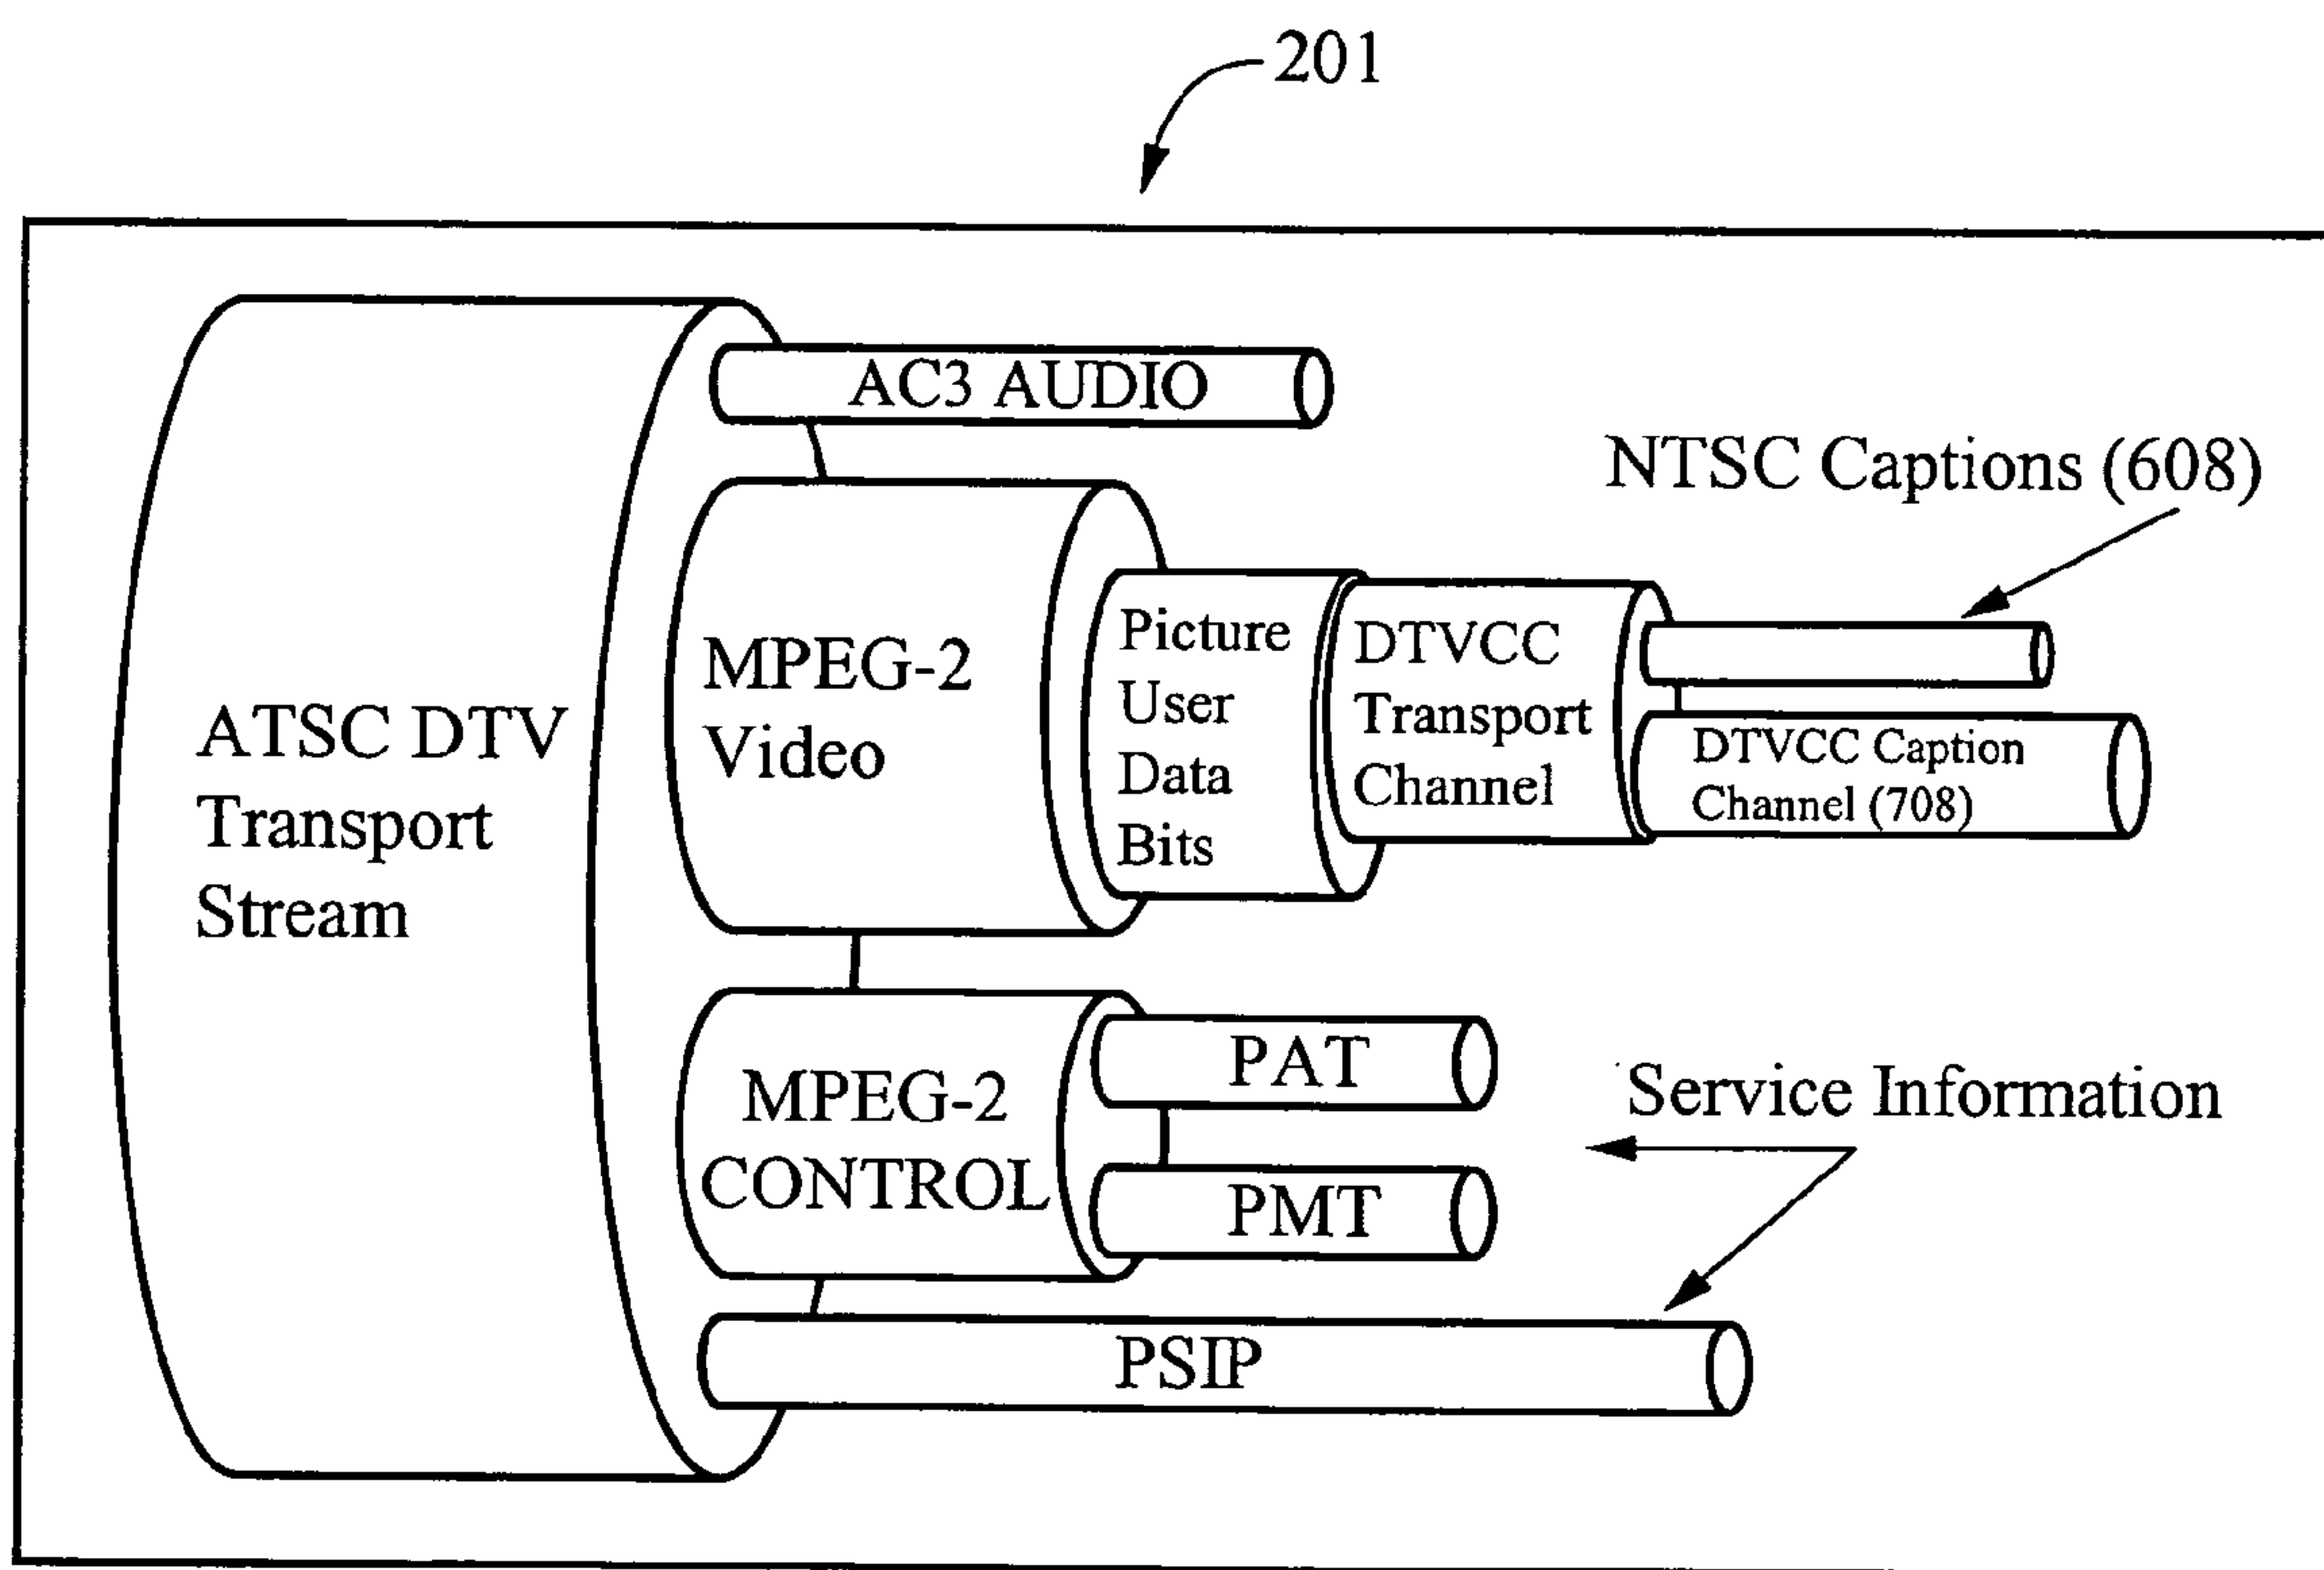 201
AC3 AUDIO
NTSC Captions (608)
ATSC DTV
Transport
Stream
MPEG-2
Video
Picture
User
Data
Bits
DTVCC
Transport
Channel
DTVCC Caption
Channel (708)
MPEG-2
CONTROL
PAT
PMT
Service Information
PSIP